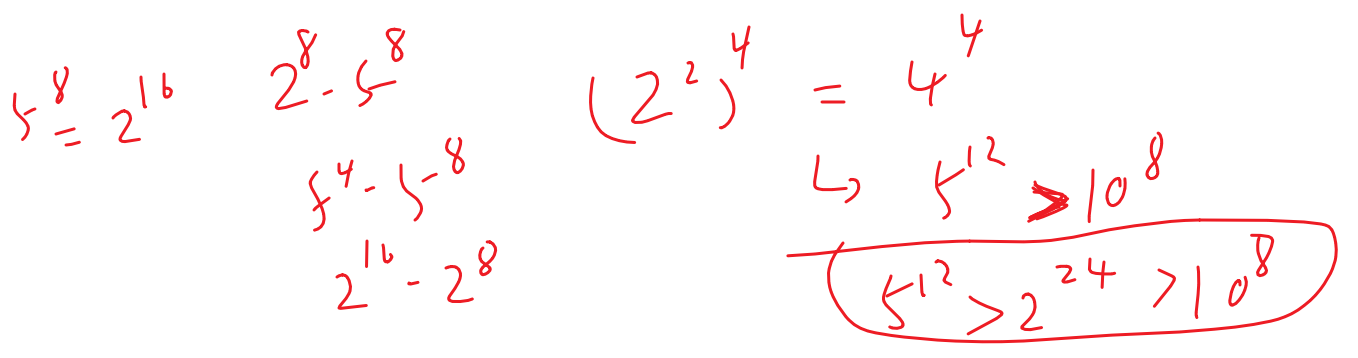 5^8 = 2^16
2^8 - 5^8
5^4 - 5^-8
2^16 - 2^8
(2^2)^4 = 4^4
↳ 5^12 > 10^8
5^12 > 2^24 > 10^8